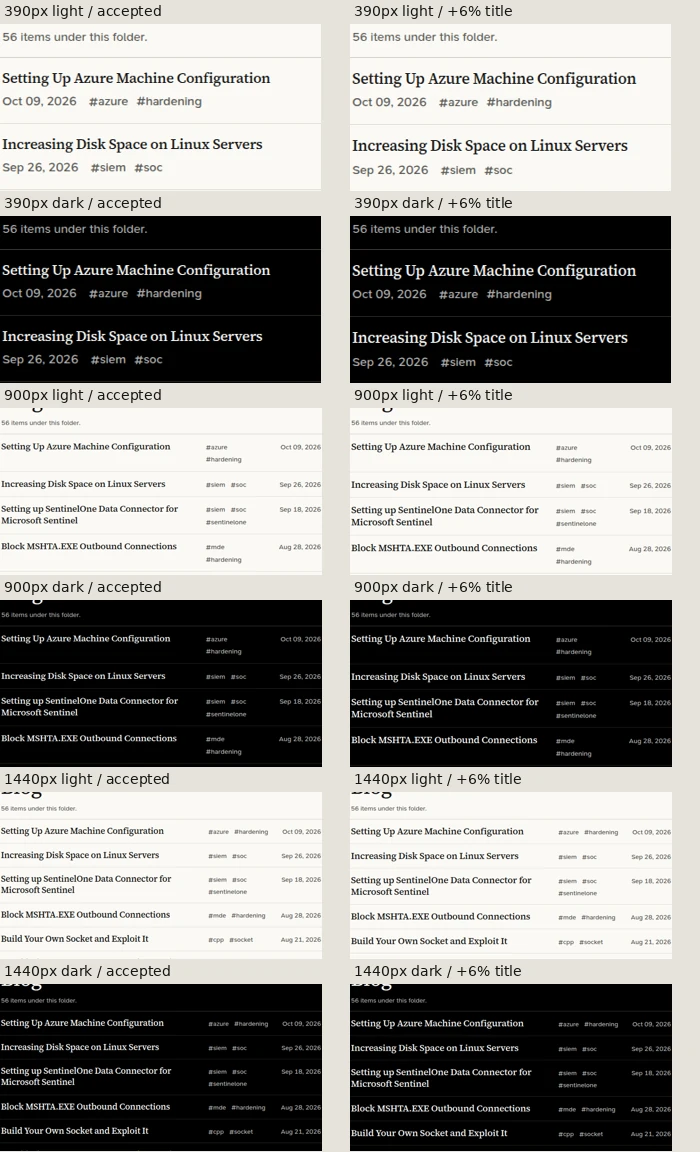 390px light / accepted
56 items under this folder.
Setting Up Azure Machine Configuration
Oct 09, 2026 #azure #hardening
Increasing Disk Space on Linux Servers
Sep 26, 2026 #siem #soc
390px light / +6% title
56 items under this folder.
Setting Up Azure Machine Configuration
Oct 09, 2026 #azure #hardening
Increasing Disk Space on Linux Servers
Sep 26, 2026 #siem #soc
390px dark / accepted
56 items under this folder.
Setting Up Azure Machine Configuration
Oct 09, 2026 #azure #hardening
Increasing Disk Space on Linux Servers
Sep 26, 2026 #siem #soc
390px dark / +6% title
56 items under this folder.
Setting Up Azure Machine Configuration
Oct 09, 2026 #azure #hardening
Increasing Disk Space on Linux Servers
Sep 26, 2026 #siem #soc
900px light / accepted
56 items under this folder.
Setting Up Azure Machine Configuration #azure Oct 09, 2026
#hardening
Increasing Disk Space on Linux Servers #siem #soc Sep 26, 2026
Setting up SentinelOne Data Connector for #siem #soc Sep 18, 2026
Microsoft Sentinel #sentinelone
Block MSHTA.EXE Outbound Connections #mde Aug 28, 2026
#hardening
900px light / +6% title
56 items under this folder.
Setting Up Azure Machine Configuration #azure Oct 09, 2026
#hardening
Increasing Disk Space on Linux Servers #siem #soc Sep 26, 2026
Setting up SentinelOne Data Connector for #siem #soc Sep 18, 2026
Microsoft Sentinel #sentinelone
Block MSHTA.EXE Outbound Connections #mde Aug 28, 2026
#hardening
900px dark / accepted
56 items under this folder.
Setting Up Azure Machine Configuration #azure Oct 09, 2026
#hardening
Increasing Disk Space on Linux Servers #siem #soc Sep 26, 2026
Setting up SentinelOne Data Connector for #siem #soc Sep 18, 2026
Microsoft Sentinel #sentinelone
Block MSHTA.EXE Outbound Connections #mde Aug 28, 2026
#hardening
900px dark / +6% title
56 items under this folder.
Setting Up Azure Machine Configuration #azure Oct 09, 2026
#hardening
Increasing Disk Space on Linux Servers #siem #soc Sep 26, 2026
Setting up SentinelOne Data Connector for #siem #soc Sep 18, 2026
Microsoft Sentinel #sentinelone
Block MSHTA.EXE Outbound Connections #mde Aug 28, 2026
#hardening
1440px light / accepted
Blog
56 items under this folder.
Setting Up Azure Machine Configuration #azure #hardening Oct 09, 2026
Increasing Disk Space on Linux Servers #siem #soc Sep 26, 2026
Setting up SentinelOne Data Connector for #siem #soc Sep 18, 2026
Microsoft Sentinel #sentinelone
Block MSHTA.EXE Outbound Connections #mde #hardening Aug 28, 2026
Build Your Own Socket and Exploit It #cpp #socket Aug 21, 2026
1440px light / +6% title
Blog
56 items under this folder.
Setting Up Azure Machine Configuration #azure #hardening Oct 09, 2026
Increasing Disk Space on Linux Servers #siem #soc Sep 26, 2026
Setting up SentinelOne Data Connector for #siem #soc Sep 18, 2026
Microsoft Sentinel #sentinelone
Block MSHTA.EXE Outbound Connections #mde #hardening Aug 28, 2026
Build Your Own Socket and Exploit It #cpp #socket Aug 21, 2026
1440px dark / accepted
Blog
56 items under this folder.
Setting Up Azure Machine Configuration #azure #hardening Oct 09, 2026
Increasing Disk Space on Linux Servers #siem #soc Sep 26, 2026
Setting up SentinelOne Data Connector for #siem #soc Sep 18, 2026
Microsoft Sentinel #sentinelone
Block MSHTA.EXE Outbound Connections #mde #hardening Aug 28, 2026
Build Your Own Socket and Exploit It #cpp #socket Aug 21, 2026
1440px dark / +6% title
Blog
56 items under this folder.
Setting Up Azure Machine Configuration #azure #hardening Oct 09, 2026
Increasing Disk Space on Linux Servers #siem #soc Sep 26, 2026
Setting up SentinelOne Data Connector for #siem #soc Sep 18, 2026
Microsoft Sentinel #sentinelone
Block MSHTA.EXE Outbound Connections #mde #hardening Aug 28, 2026
Build Your Own Socket and Exploit It #cpp #socket Aug 21, 2026